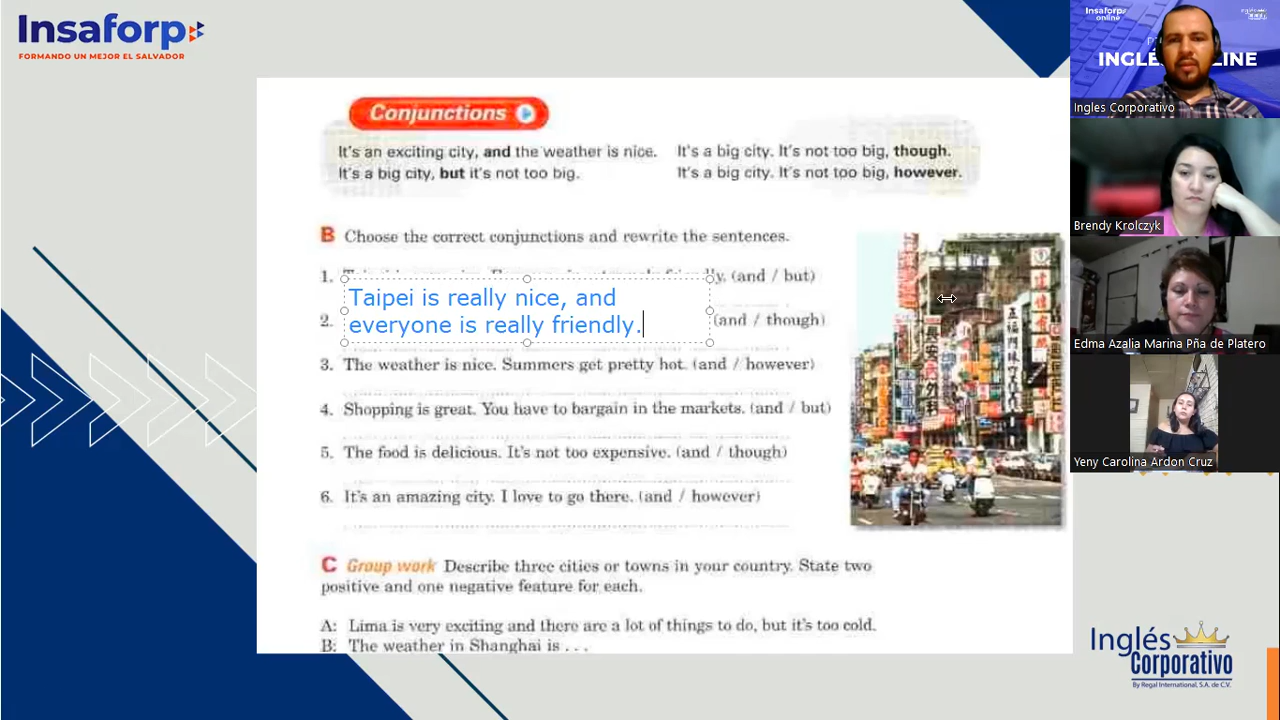 Insaforp
FORMANDO UN MEJOR EL SALVADOR
Conjunctions
It's an exciting city, and the weather is nice.
It's a big city, but it's not too big.
It's a big city. It's not too big, though.
It's a big city. It's not too big, however.
B Choose the correct conjunctions and rewrite the sentences.
1. (and / but)
Taipei is really nice, and
everyone is really friendly.
2. (and / though)
3. The weather is nice. Summers get pretty hot. (and / however)
4. Shopping is great. You have to bargain in the markets. (and / but)
5. The food is delicious. It's not too expensive. (and / though)
6. It's an amazing city. I love to go there. (and / however)
C Group work Describe three cities or towns in your country. State two
positive and one negative feature for each.
A: Lima is very exciting and there are a lot of things to do, but it's too cold.
B: The weather in Shanghai is . . .
Insaforp
online
INGLÉ LINE
Ingles Corporativo
Brendy Krolczyk
Edma Azalia Marina Pña de Platero
Yeny Carolina Ardon Cruz
Inglés
Corporativo
By Regal International, S.A. de C.V.